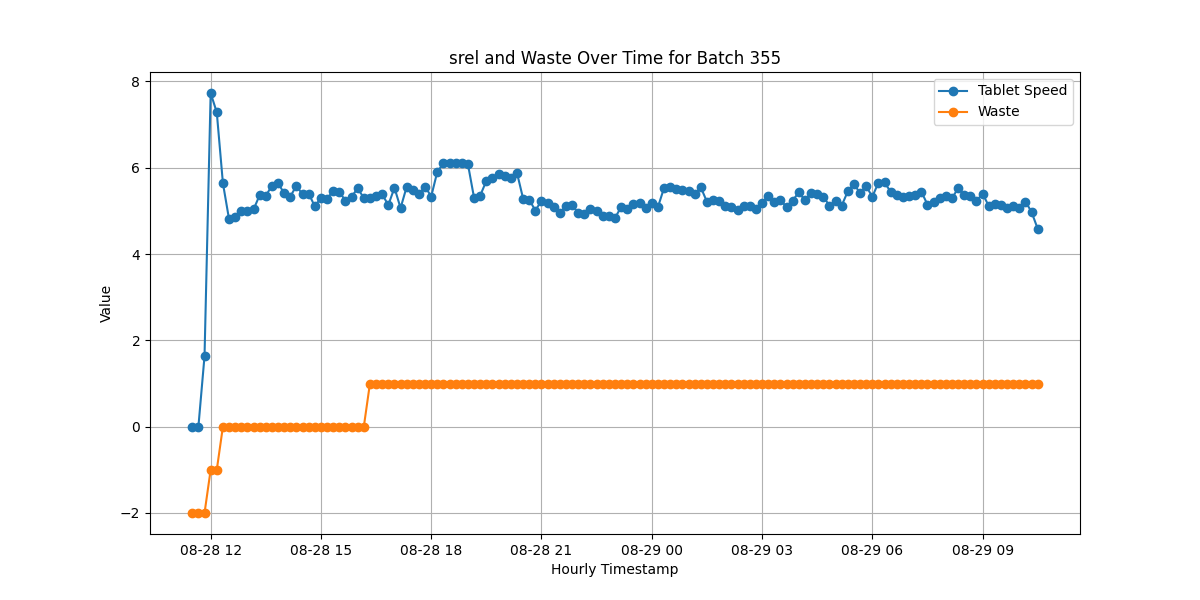 srel and Waste Over Time for Batch 355
Tablet Speed
Waste
Value
8
6
4
2
0
−2
08-28 12 08-28 15 08-28 18 08-28 21 08-29 00 08-29 03 08-29 06 08-29 09
Hourly Timestamp